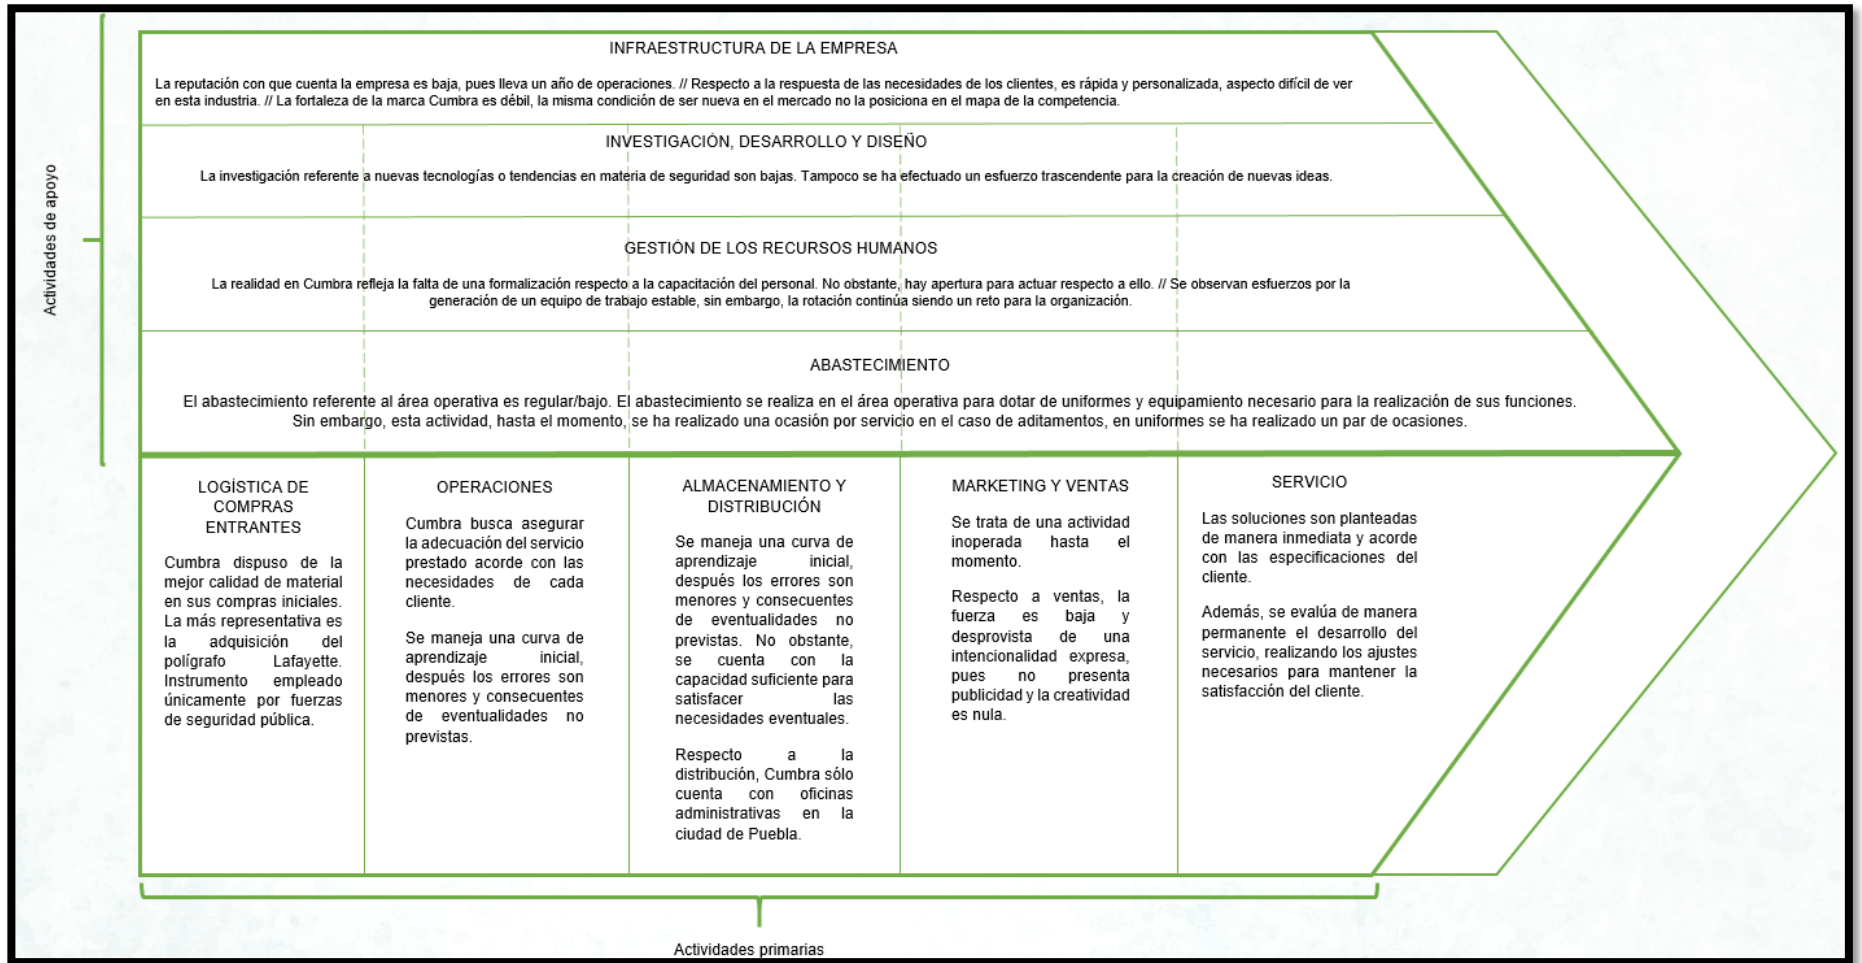 INFRAESTRUCTURA DE LA EMPRESA
La reputación con que cuenta la empresa es baja, pues lleva un año de operaciones. // Respecto a la respuesta de las necesidades de los clientes, es rápida y personalizada, aspecto difícil de ver
en esta industria. // La fortaleza de la marca Cumbra es débil, la misma condición de ser nueva en el mercado no la posiciona en el mapa de la competencia.
INVESTIGACIÓN, DESARROLLO Y DISEÑO
La investigación referente a nuevas tecnologías o tendencias en materia de seguridad son bajas. Tampoco se ha efectuado un esfuerzo trascendente para la creación de nuevas ideas.
GESTIÓN DE LOS RECURSOS HUMANOS
La realidad en Cumbra refleja la falta de una formalización respecto a la capacitación del personal. No obstante, hay apertura para actuar respecto a ello. // Se observan esfuerzos por la
generación de un equipo de trabajo estable, sin embargo, la rotación continúa siendo un reto para la organización.
ABASTECIMIENTO
El abastecimiento referente al área operativa es regular/bajo. El abastecimiento se realiza en el área operativa para dotar de uniformes y equipamiento necesario para la realización de sus funciones.
Sin embargo, esta actividad, hasta el momento, se ha realizado una ocasión por servicio en el caso de aditamentos, en uniformes se ha realizado un par de ocasiones.
Actividades de apoyo
LOGÍSTICA DE
COMPRAS
ENTRANTES
Cumbra dispuso de la
mejor calidad de material
en sus compras iniciales.
La más representativa es
la adquisición del
polígrafo Lafayette.
Instrumento empleado
únicamente por fuerzas
de seguridad pública.
OPERACIONES
Cumbra busca asegurar
la adecuación del servicio
prestado acorde con las
necesidades de cada
cliente.
Se maneja una curva de
aprendizaje inicial,
después los errores son
menores y consecuentes
de eventualidades no
previstas.
ALMACENAMIENTO Y
DISTRIBUCIÓN
Se maneja una curva de
aprendizaje inicial,
después los errores son
menores y consecuentes
de eventualidades no
previstas. No obstante,
se cuenta con la
capacidad suficiente para
satisfacer las
necesidades eventuales.
Respecto a la
distribución, Cumbra sólo
cuenta con oficinas
administrativas en la
ciudad de Puebla.
MARKETING Y VENTAS
Se trata de una actividad
inoperada hasta el
momento.
Respecto a ventas, la
fuerza es baja y
desprovista de una
intencionalidad expresa,
pues no presenta
publicidad y la creatividad
es nula.
SERVICIO
Las soluciones son planteadas
de manera inmediata y acorde
con las especificaciones del
cliente.
Además, se evalúa de manera
permanente el desarrollo del
servicio, realizando los ajustes
necesarios para mantener la
satisfacción del cliente.
Actividades primarias